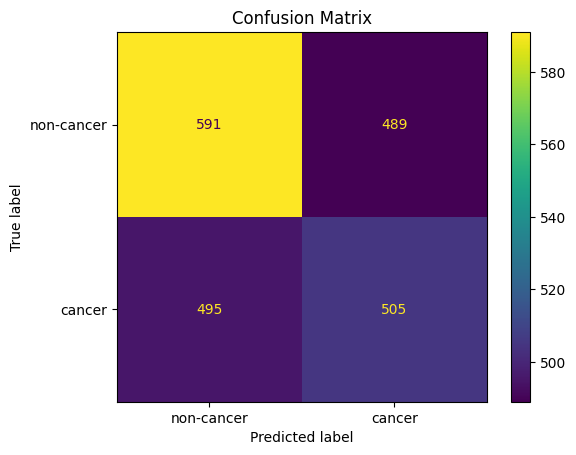 Confusion Matrix
True label
non-cancer
591
489
cancer
495
505
non-cancer
cancer
Predicted label
580
560
540
520
500